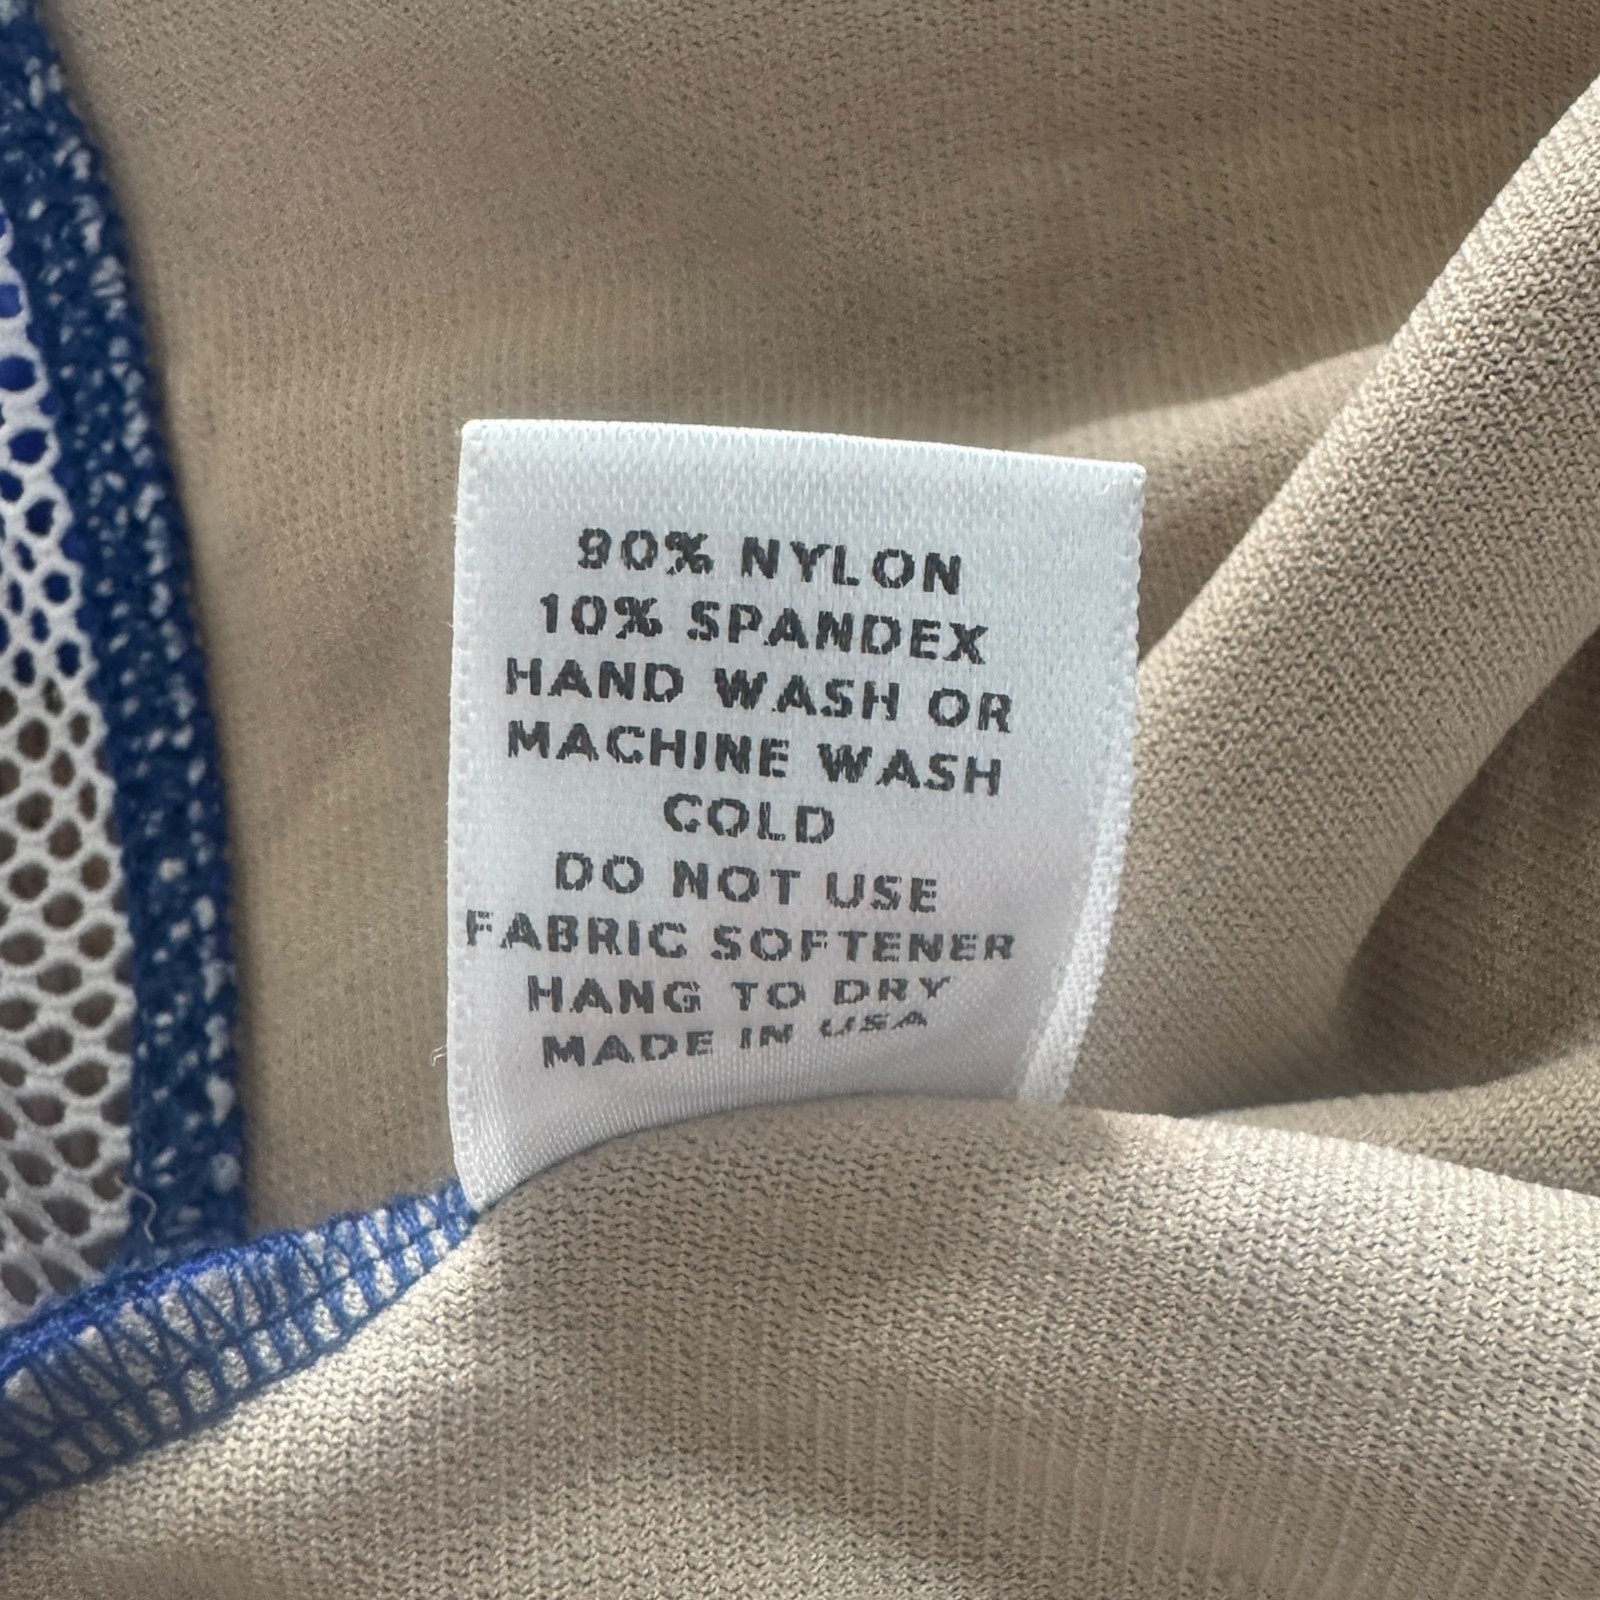 90% NYLON
10% SPANDEX
HAND WASH OR
MACHINE WASH
COLD
DO NOT USE
FABRIC SOFTENER
HANG TO DRY
MADE IN USA